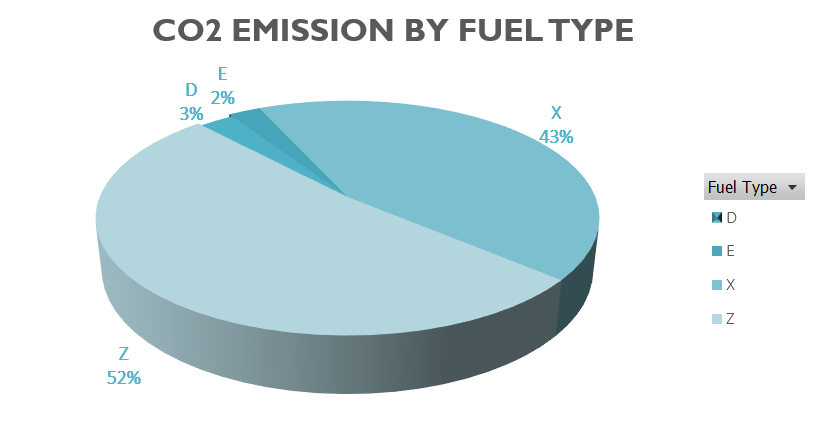 CO2 EMISSION BY FUEL TYPE
D
3%
E
2%
X
43%
Z
52%
Fuel Type
D
E
X
Z